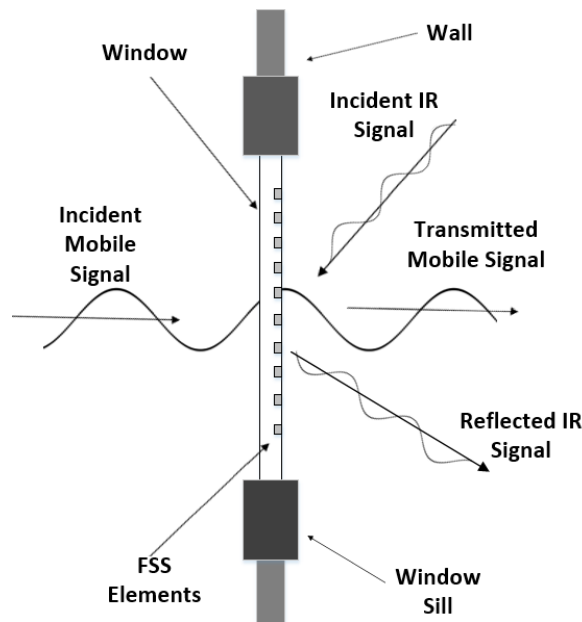 Wall
Window
Incident IR
Signal
Incident
Mobile
Signal
Transmitted
Mobile Signal
Reflected IR
Signal
FSS
Elements
Window
Sill